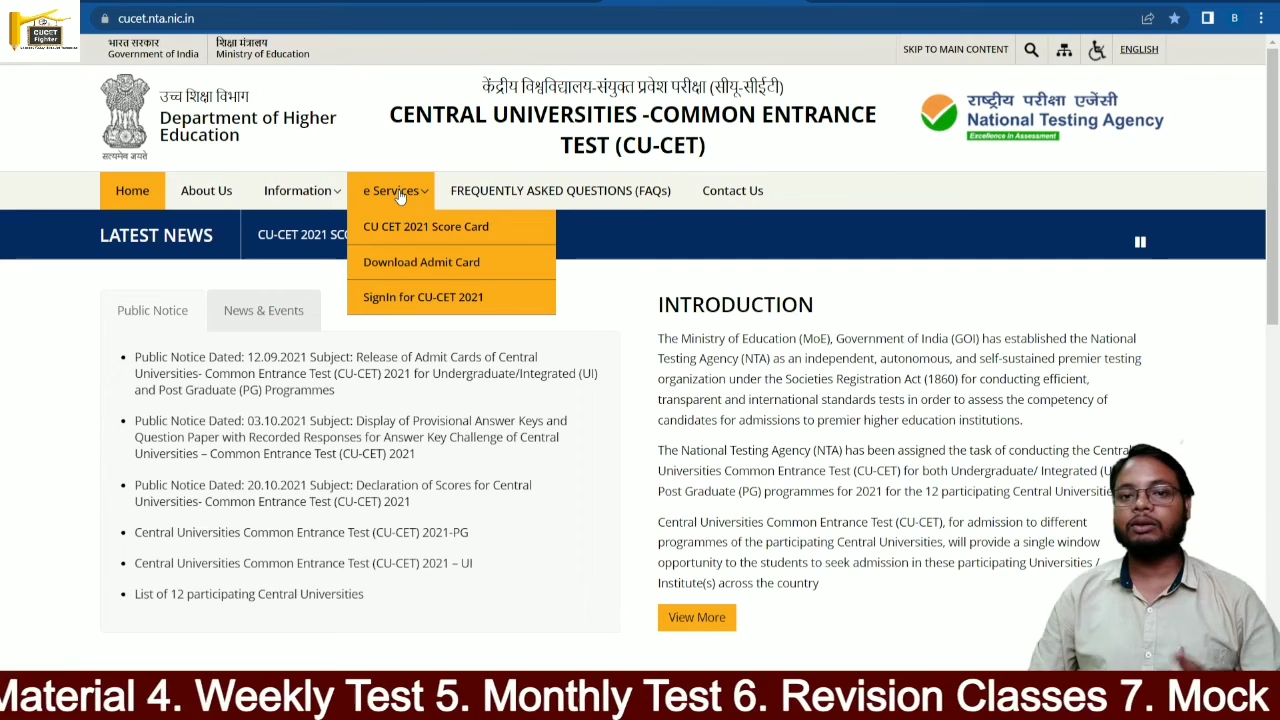 CUCET
Fighter
cucet.nta.nic.in
B
भारत सरकार
Government of India
शिक्षा मंत्रालय
Ministry of Education
SKIP TO MAIN CONTENT
ENGLISH
सत्यमेव जयते
उच्च शिक्षा विभाग
Department of Higher
Education
केंद्रीय विश्वविद्यालय-संयुक्त प्रवेश परीक्षा (सीयू-सीईटी)
CENTRAL UNIVERSITIES -COMMON ENTRANCE
TEST (CU-CET)
राष्ट्रीय परीक्षा एजेंसी
National Testing Agency
Excellence in Assessment
Home
About Us
Information
e Services
FREQUENTLY ASKED QUESTIONS (FAQs)
Contact Us
CU CET 2021 Score Card
Download Admit Card
SignIn for CU-CET 2021
LATEST NEWS
CU-CET 2021 SCO
Public Notice
News & Events
Public Notice Dated: 12.09.2021 Subject: Release of Admit Cards of Central
Universities- Common Entrance Test (CU-CET) 2021 for Undergraduate/Integrated (UI)
and Post Graduate (PG) Programmes
Public Notice Dated: 03.10.2021 Subject: Display of Provisional Answer Keys and
Question Paper with Recorded Responses for Answer Key Challenge of Central
Universities – Common Entrance Test (CU-CET) 2021
Public Notice Dated: 20.10.2021 Subject: Declaration of Scores for Central
Universities- Common Entrance Test (CU-CET) 2021
Central Universities Common Entrance Test (CU-CET) 2021-PG
Central Universities Common Entrance Test (CU-CET) 2021 – UI
List of 12 participating Central Universities
INTRODUCTION
The Ministry of Education (MoE), Government of India (GOI) has established the National
Testing Agency (NTA) as an independent, autonomous, and self-sustained premier testing
organization under the Societies Registration Act (1860) for conducting efficient,
transparent and international standards tests in order to assess the competency of
candidates for admissions to premier higher education institutions.
The National Testing Agency (NTA) has been assigned the task of conducting the Central
Universities Common Entrance Test (CU-CET) for both Undergraduate/ Integrated (U
Post Graduate (PG) programmes for 2021 for the 12 participating Central Universitie
Central Universities Common Entrance Test (CU-CET), for admission to different
programmes of the participating Central Universities, will provide a single window
opportunity to the students to seek admission in these participating Universities /
Institute(s) across the country
View More
Material 4. Weekly Test 5. Monthly Test 6. Revision Classes 7. Mock